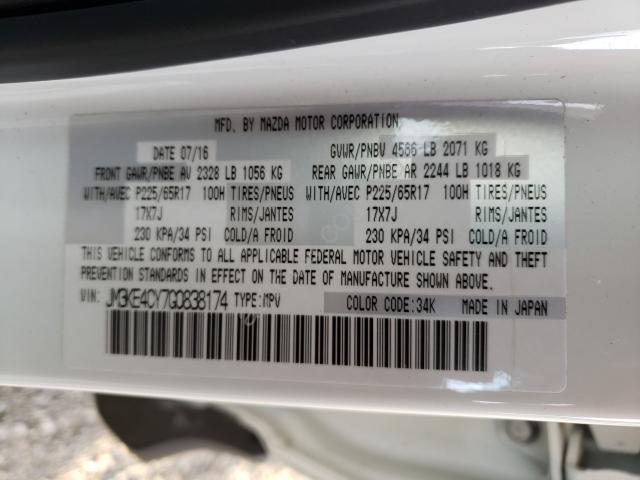 MFD. BY MAZDA MOTOR CORPORATION
DATE 07/16 GVWR/PNBV 4566 LB 2071 KG
FRONT GAWR/PNBE AV 2328 LB 1056 KG REAR GAWR/PNBE AR 2244 LB 1018 KG
WITH/AVEC P225/65R17 100H TIRES/PNEUS WITH/AVEC P225/65R17 100H TIRES/PNEUS
17X7J RIMS/JANTES 17X7J RIMS/JANTES
230 KPA/34 PSI COLD/A FROID 230 KPA/34 PSI COLD/A FROID
THIS VEHICLE CONFORMS TO ALL APPLICABLE FEDERAL MOTOR VEHICLE SAFETY AND THEFT
PREVENTION STANDARDS IN EFFECT ON THE DATE OF MANUFACTURE SHOWN ABOVE.
VIN: JM3KE4CY7G0838174 TYPE:MPV COLOR CODE:34K MADE IN JAPAN